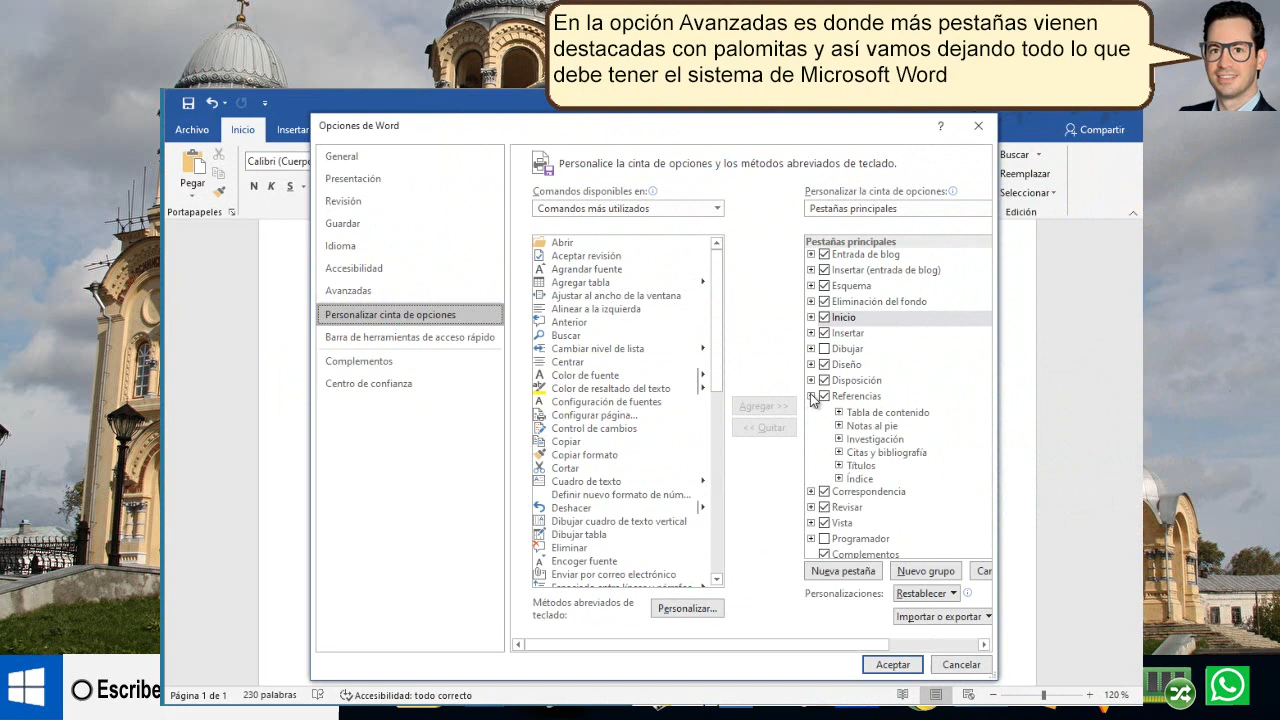 En la opción Avanzadas es donde más pestañas vienen
destacadas con palomitas y así vamos dejando todo lo que
debe tener el sistema de Microsoft Word
Archivo
Inicio
Insertar
Compartir
Pegar
Calibri (Cuerpo
N K S
Portapapeles
Buscar
Reemplazar
Seleccionar
Edición
Opciones de Word
?
General
Presentación
Revisión
Guardar
Idioma
Accesibilidad
Avanzadas
Personalizar cinta de opciones
Barra de herramientas de acceso rápido
Complementos
Centro de confianza
Personalice la cinta de opciones y los métodos abreviados de teclado.
Comandos disponibles en:
Comandos más utilizados
Abrir
Aceptar revisión
Agrandar fuente
Agregar tabla
Ajustar al ancho de la ventana
Alinear a la izquierda
Anterior
Buscar
Cambiar nivel de lista
Centrar
Color de fuente
Color de resaltado del texto
Configuración de fuentes
Configurar página...
Control de cambios
Copiar
Copiar formato
Cortar
Cuadro de texto
Definir nuevo formato de núm...
Deshacer
Dibujar cuadro de texto vertical
Dibujar tabla
Eliminar
Encoger fuente
Enviar por correo electrónico
Métodos abreviados de
teclado:
Personalizar...
Agregar >>
<< Quitar
Personalizar la cinta de opciones:
Pestañas principales
Pestañas principales
Entrada de blog
Insertar (entrada de blog)
Esquema
Eliminación del fondo
Inicio
Insertar
Dibujar
Diseño
Disposición
Referencias
Tabla de contenido
Notas al pie
Investigación
Citas y bibliografía
Títulos
Índice
Correspondencia
Revisar
Vista
Programador
Complementos
Nueva pestaña
Nuevo grupo
Car
Personalizaciones:
Restablecer
Importar o exportar
Aceptar
Cancelar
Escribe
Página 1 de 1
230 palabras
Accesibilidad: todo correcto
120 %